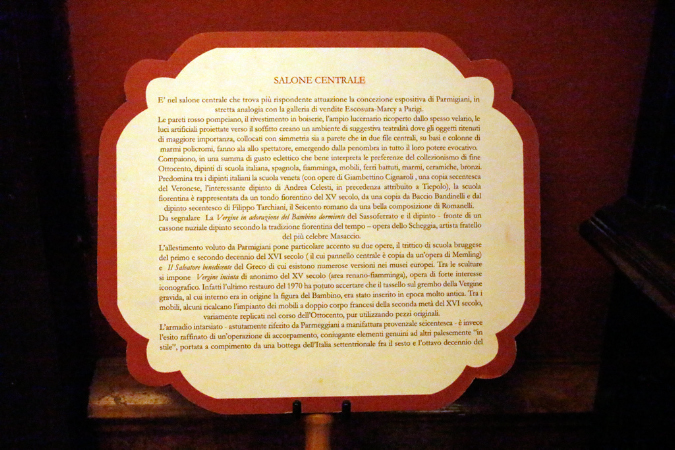 SALONE CENTRALE
E' nel salone centrale che trova più rispondente attuazione la concezione espositiva di Parmigiani, in
stretta analogia con la galleria di vendite Escosura-Marcy a Parigi.
Le pareti rosso pompeiano, il rivestimento in boiserie, l'ampio lucernario ricoperto dallo spesso velario, le
luci artificiali proiettate verso il soffitto creano un ambiente di suggestiva teatralità dove gli oggetti ritenuti
di maggiore importanza, collocati con simmetria sia a parete che in due file centrali, su basi e colonne di
marmi policromi, fanno ala allo spettatore, emergendo dalla penombra in tutto il loro potere evocativo.
Compaiono, in una summa di gusto eclettico che bene interpreta le preferenze del collezionismo di fine
Ottocento, dipinti di scuola italiana, spagnola, fiamminga, mobili, ferri battuti, marmi, ceramiche, bronzi.
Predomina tra i dipinti italiani la scuola veneta (con opere di Giambettino Cignaroli , una copia secentesca
del Veronese, l'interessante dipinto di Andrea Celesti, in precedenza attribuito a Tiepolo), la scuola
fiorentina è rappresentata da un tondo fiorentino del XV secolo, da una copia da Baccio Bandinelli e dal
dipinto secentesco di Filippo Tarchiani, il Seicento romano da una bella composizione di Romanelli.
Da segnalare La Vergine in adorazione del Bambino dormiente del Sassoferrato e il dipinto - fronte di un
cassone nuziale dipinto secondo la tradizione fiorentina del tempo – opera dello Scheggia, artista fratello
del più celebre Masaccio.
L'allestimento voluto da Parmigiani pone particolare accento su due opere, il trittico di scuola bruggese
del primo e secondo decennio del XVI secolo ( il cui pannello centrale è copia da un'opera di Memling)
e Il Salvatore benedicente del Greco di cui esistono numerose versioni nei musei europei. Tra le sculture
si impone Vergine incinta di anonimo del XV secolo (area renano-fiamminga), opera di forte interesse
iconografico. Infatti l'ultimo restauro del 1970 ha potuto accertare che il tassello sul grembo della Vergine
gravida, al cui interno era in origine la figura del Bambino, era stato inserito in epoca molto antica. Tra i
mobili, alcuni ricalcano l'impianto dei mobili a doppio corpo francesi della seconda metà del XVI secolo,
variamente replicati nel corso dell'Ottocento, pur utilizzando pezzi originali.
L'armadio intarsiato - astutamente riferito da Parmeggiani a manifattura provenzale seicentesca - è invece
l'esito raffinato di un'operazione di accorpamento, coniugante elementi genuini ad altri palesemente "in
stile", portata a compimento da una bottega dell'Italia settentrionale fra il sesto e l'ottavo decennio del